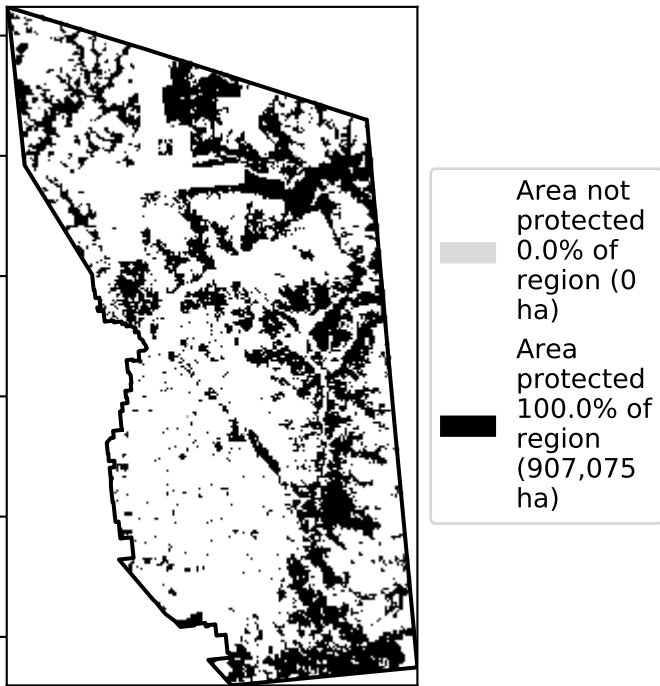 Area not
protected
0.0% of
region (0
ha)
Area
protected
100.0% of
region
(907,075
ha)